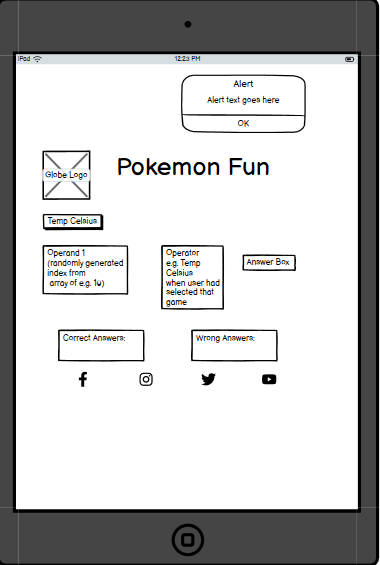 iPod
12:23 PM
Alert
Alert text goes here
OK
Globe Logo
Pokemon Fun
Temp Celsius
Operand 1
(randomly generated
index from
array of e.g. 10)
Operator
e.g. Temp
Celsius
when user had
selected that
game
Answer Box
Correct Answers:
Wrong Answers: